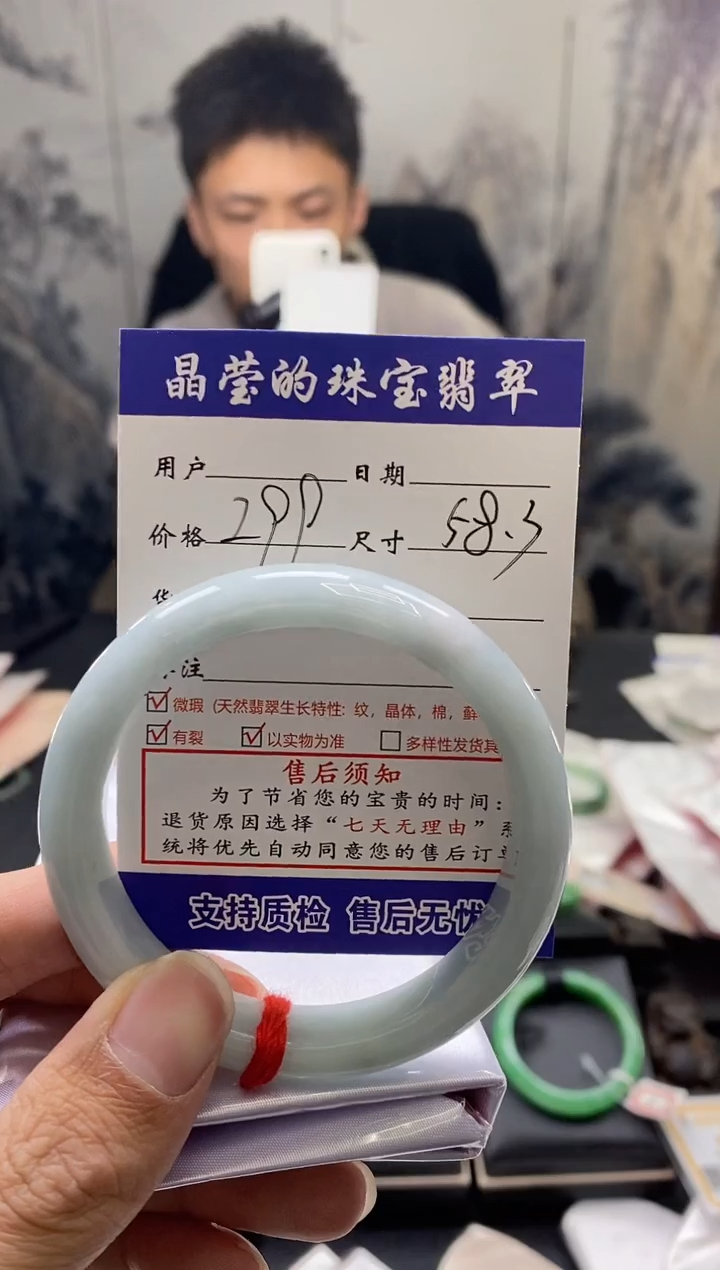 晶莹的珠宝翡翠
用户 日期
价格 299 尺寸 58.3
注
微瑕 (天然翡翠生长特性: 纹, 晶体, 棉, 藓
有裂 以实物为准 多样性发货其
售后须知
为了节省您的宝贵的时间:
退货原因选择“七天无理由”系
统将优先自动同意您的售后订单
支持质检 售后无忧